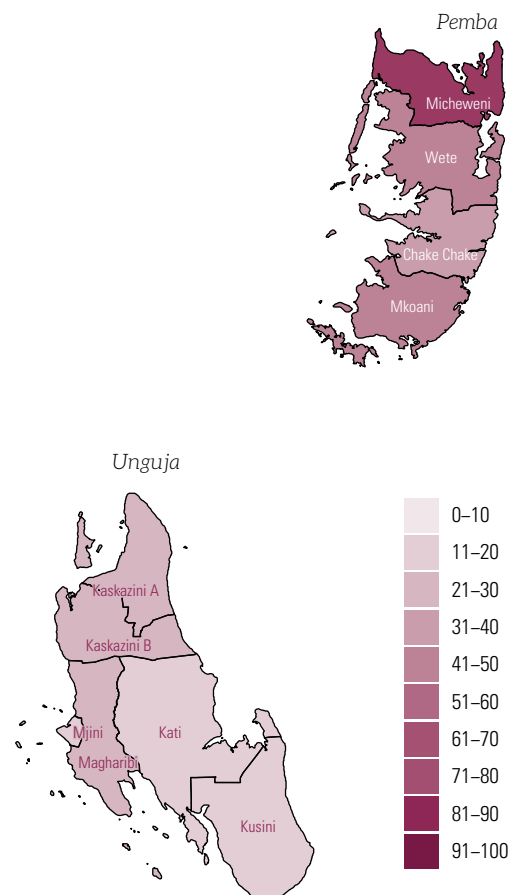 Pemba
Micheweni
Wete
Chake Chake
Mkoani
Unguja
Kaskazini A
Kaskazini B
Mjini
Kati
Magharibi
Kusini
0–10
11–20
21–30
31–40
41–50
51–60
61–70
71–80
81–90
91–100